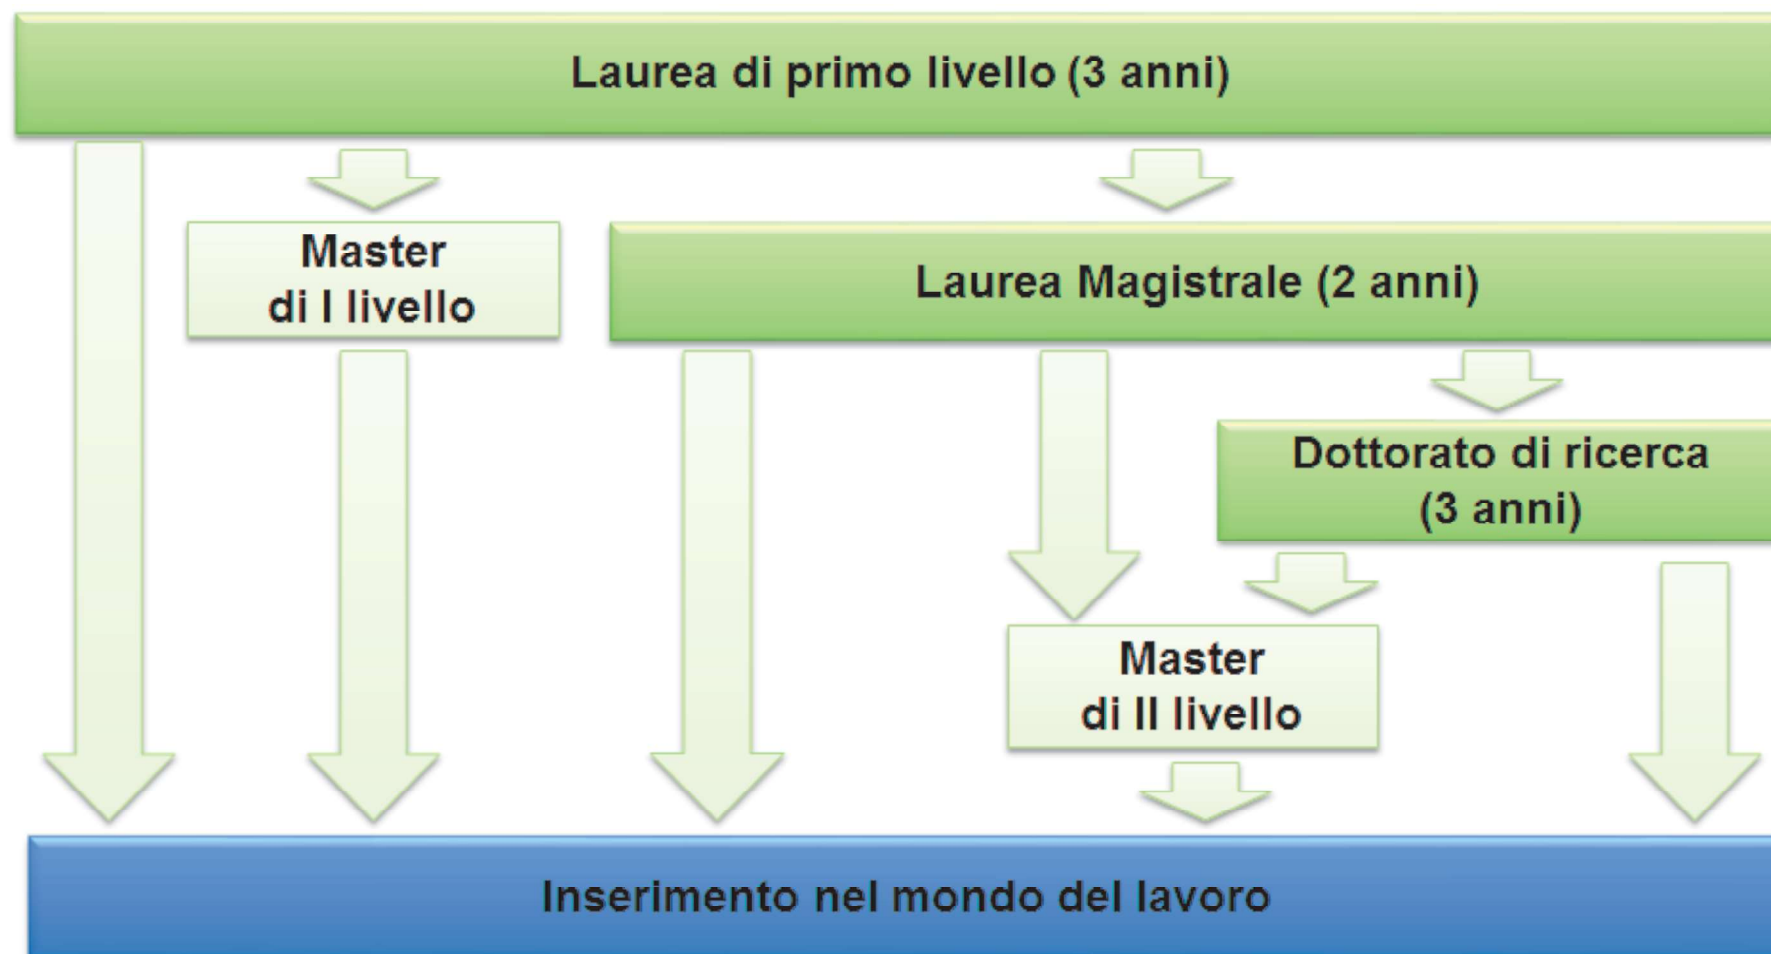 Laurea di primo livello (3 anni)
Master
di I livello
Laurea Magistrale (2 anni)
Dottorato di ricerca
(3 anni)
Master
di II livello
Inserimento nel mondo del lavoro